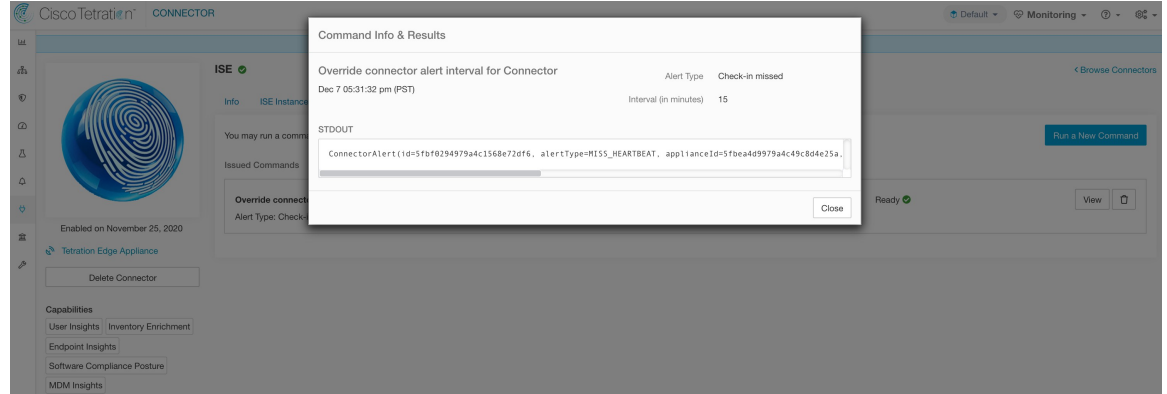 Cisco Tetration™ CONNECTOR
Default
Monitoring
Command Info & Results
Override connector alert interval for Connector
Dec 7 05:31:32 pm (PST)
Alert Type Check-in missed
Interval (in minutes) 15
STDOUT
ConnectorAlert(id=5fbf0294979a4c1568e72df6, alertType=MISS_HEARTBEAT, applianceId=5fbea4d9979a4c49c8d4e25a,
Close
ISE
< Browse Connectors
Info ISE Instance
You may run a comm
Run a New Command
Issued Commands
Override connect
Alert Type: Check-i
Ready
View
Enabled on November 25, 2020
Tetration Edge Appliance
Delete Connector
Capabilities
User Insights Inventory Enrichment
Endpoint Insights
Software Compliance Posture
MDM Insights